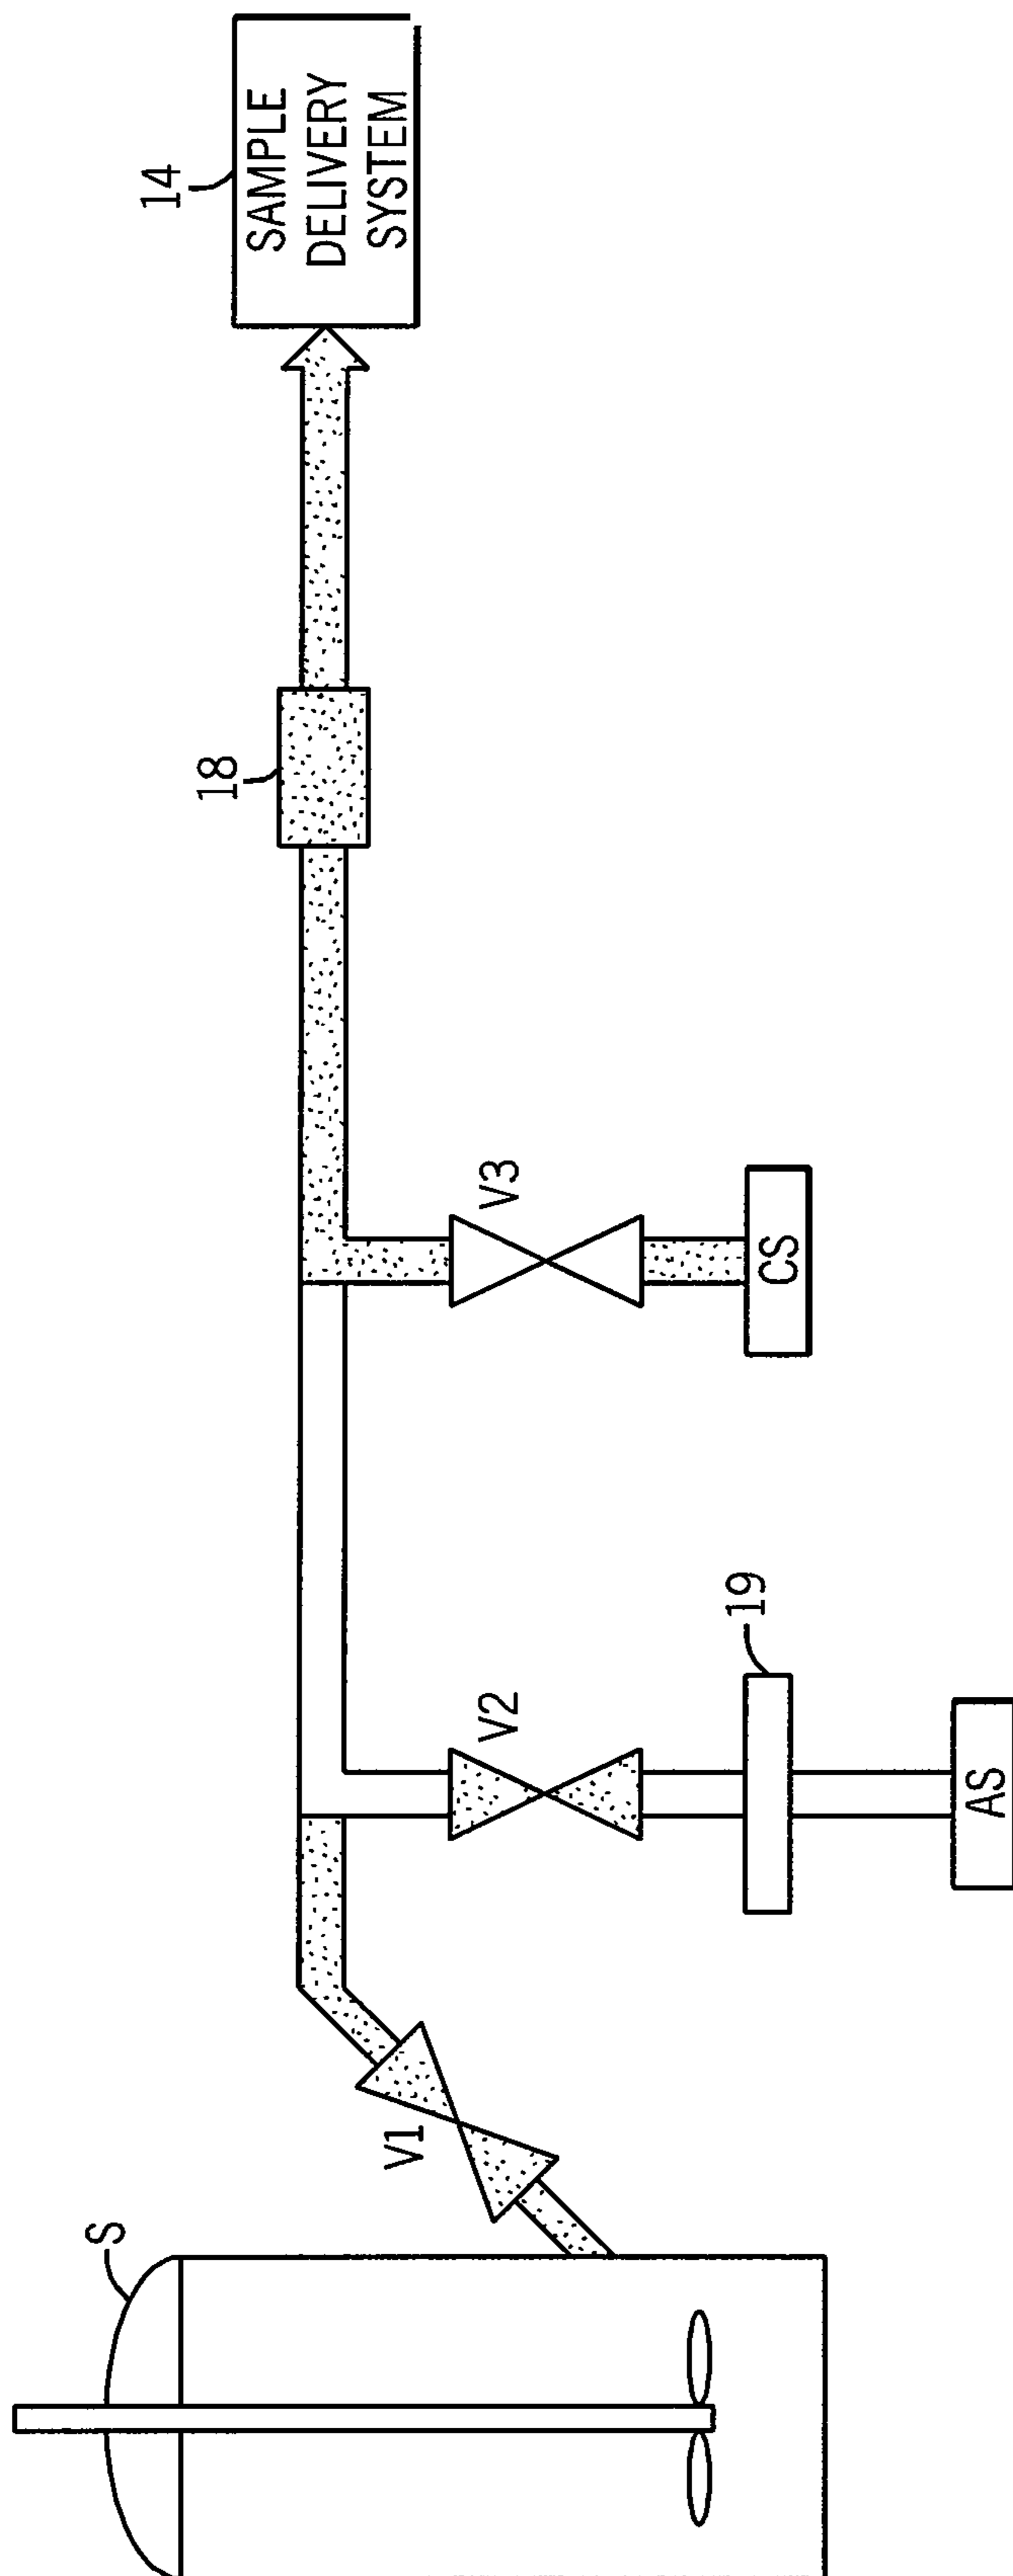 S
V1
V2
19
AS
V3
CS
18
14
SAMPLE
DELIVERY
SYSTEM